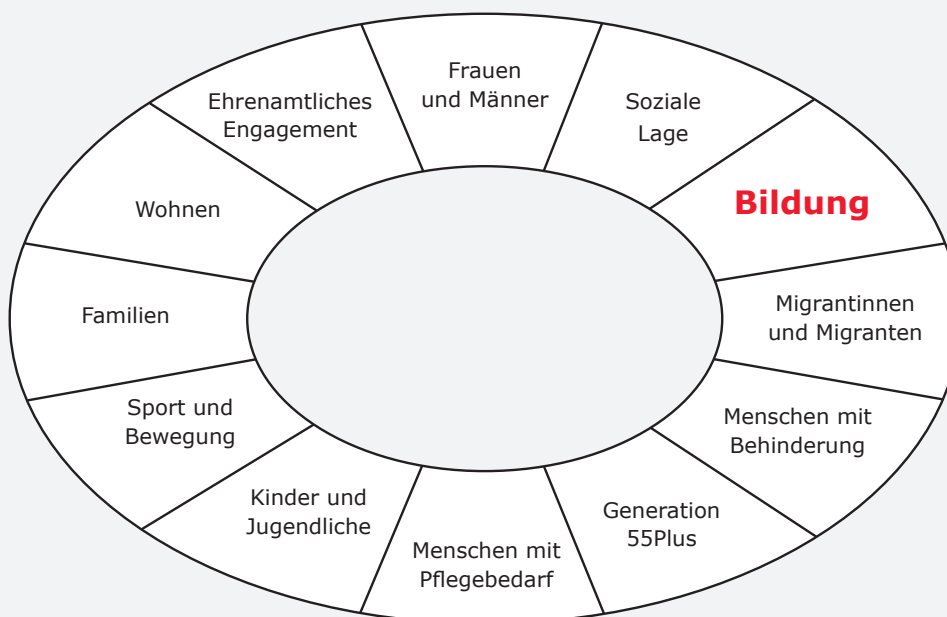 Frauen
und Männer
Soziale
Lage
Bildung
Migrantinnen
und Migranten
Menschen mit
Behinderung
Generation
55Plus
Menschen mit
Pflegebedarf
Kinder und
Jugendliche
Sport und
Bewegung
Familien
Wohnen
Ehrenamtliches
Engagement